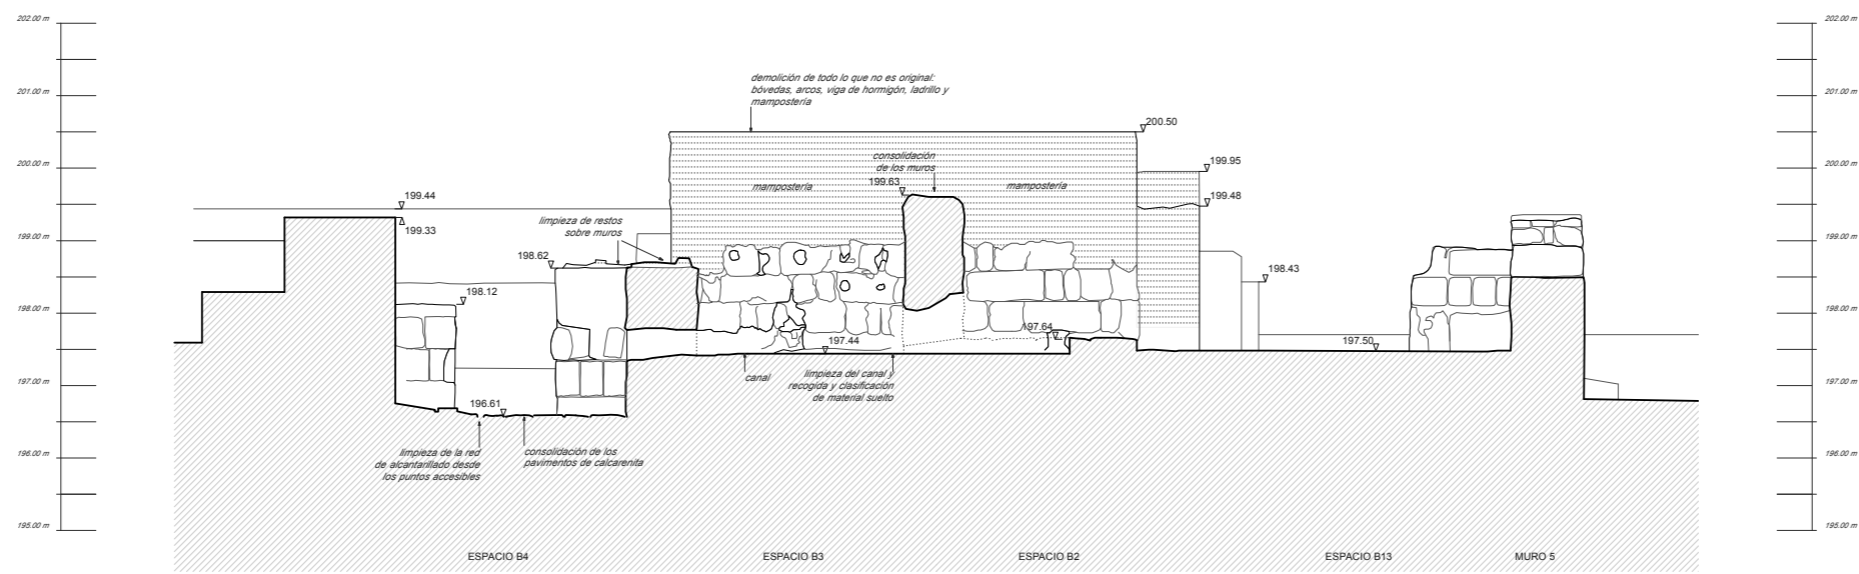 202.00 m
201.00 m
200.00 m
199.00 m
198.00 m
197.00 m
196.00 m
195.00 m
demolición de todo lo que no es original:
bóvedas, arcos, viga de hormigón, ladrillo y
mampostería
200.50
consolidación
de los muros
199.95
199.63
mampostería
mampostería
199.48
199.44
199.33
limpieza de restos
sobre muros
198.62
198.43
198.12
197.64
197.44
197.50
canal
limpieza del canal y
recogida y clasificación
de material suelto
196.61
limpieza de la red
de alcantarillado desde
los puntos accesibles
consolidación de los
pavimentos de calcarenita
ESPACIO B4
ESPACIO B3
ESPACIO B2
ESPACIO B13
MURO 5
202.00 m
201.00 m
200.00 m
199.00 m
198.00 m
197.00 m
196.00 m
195.00 m